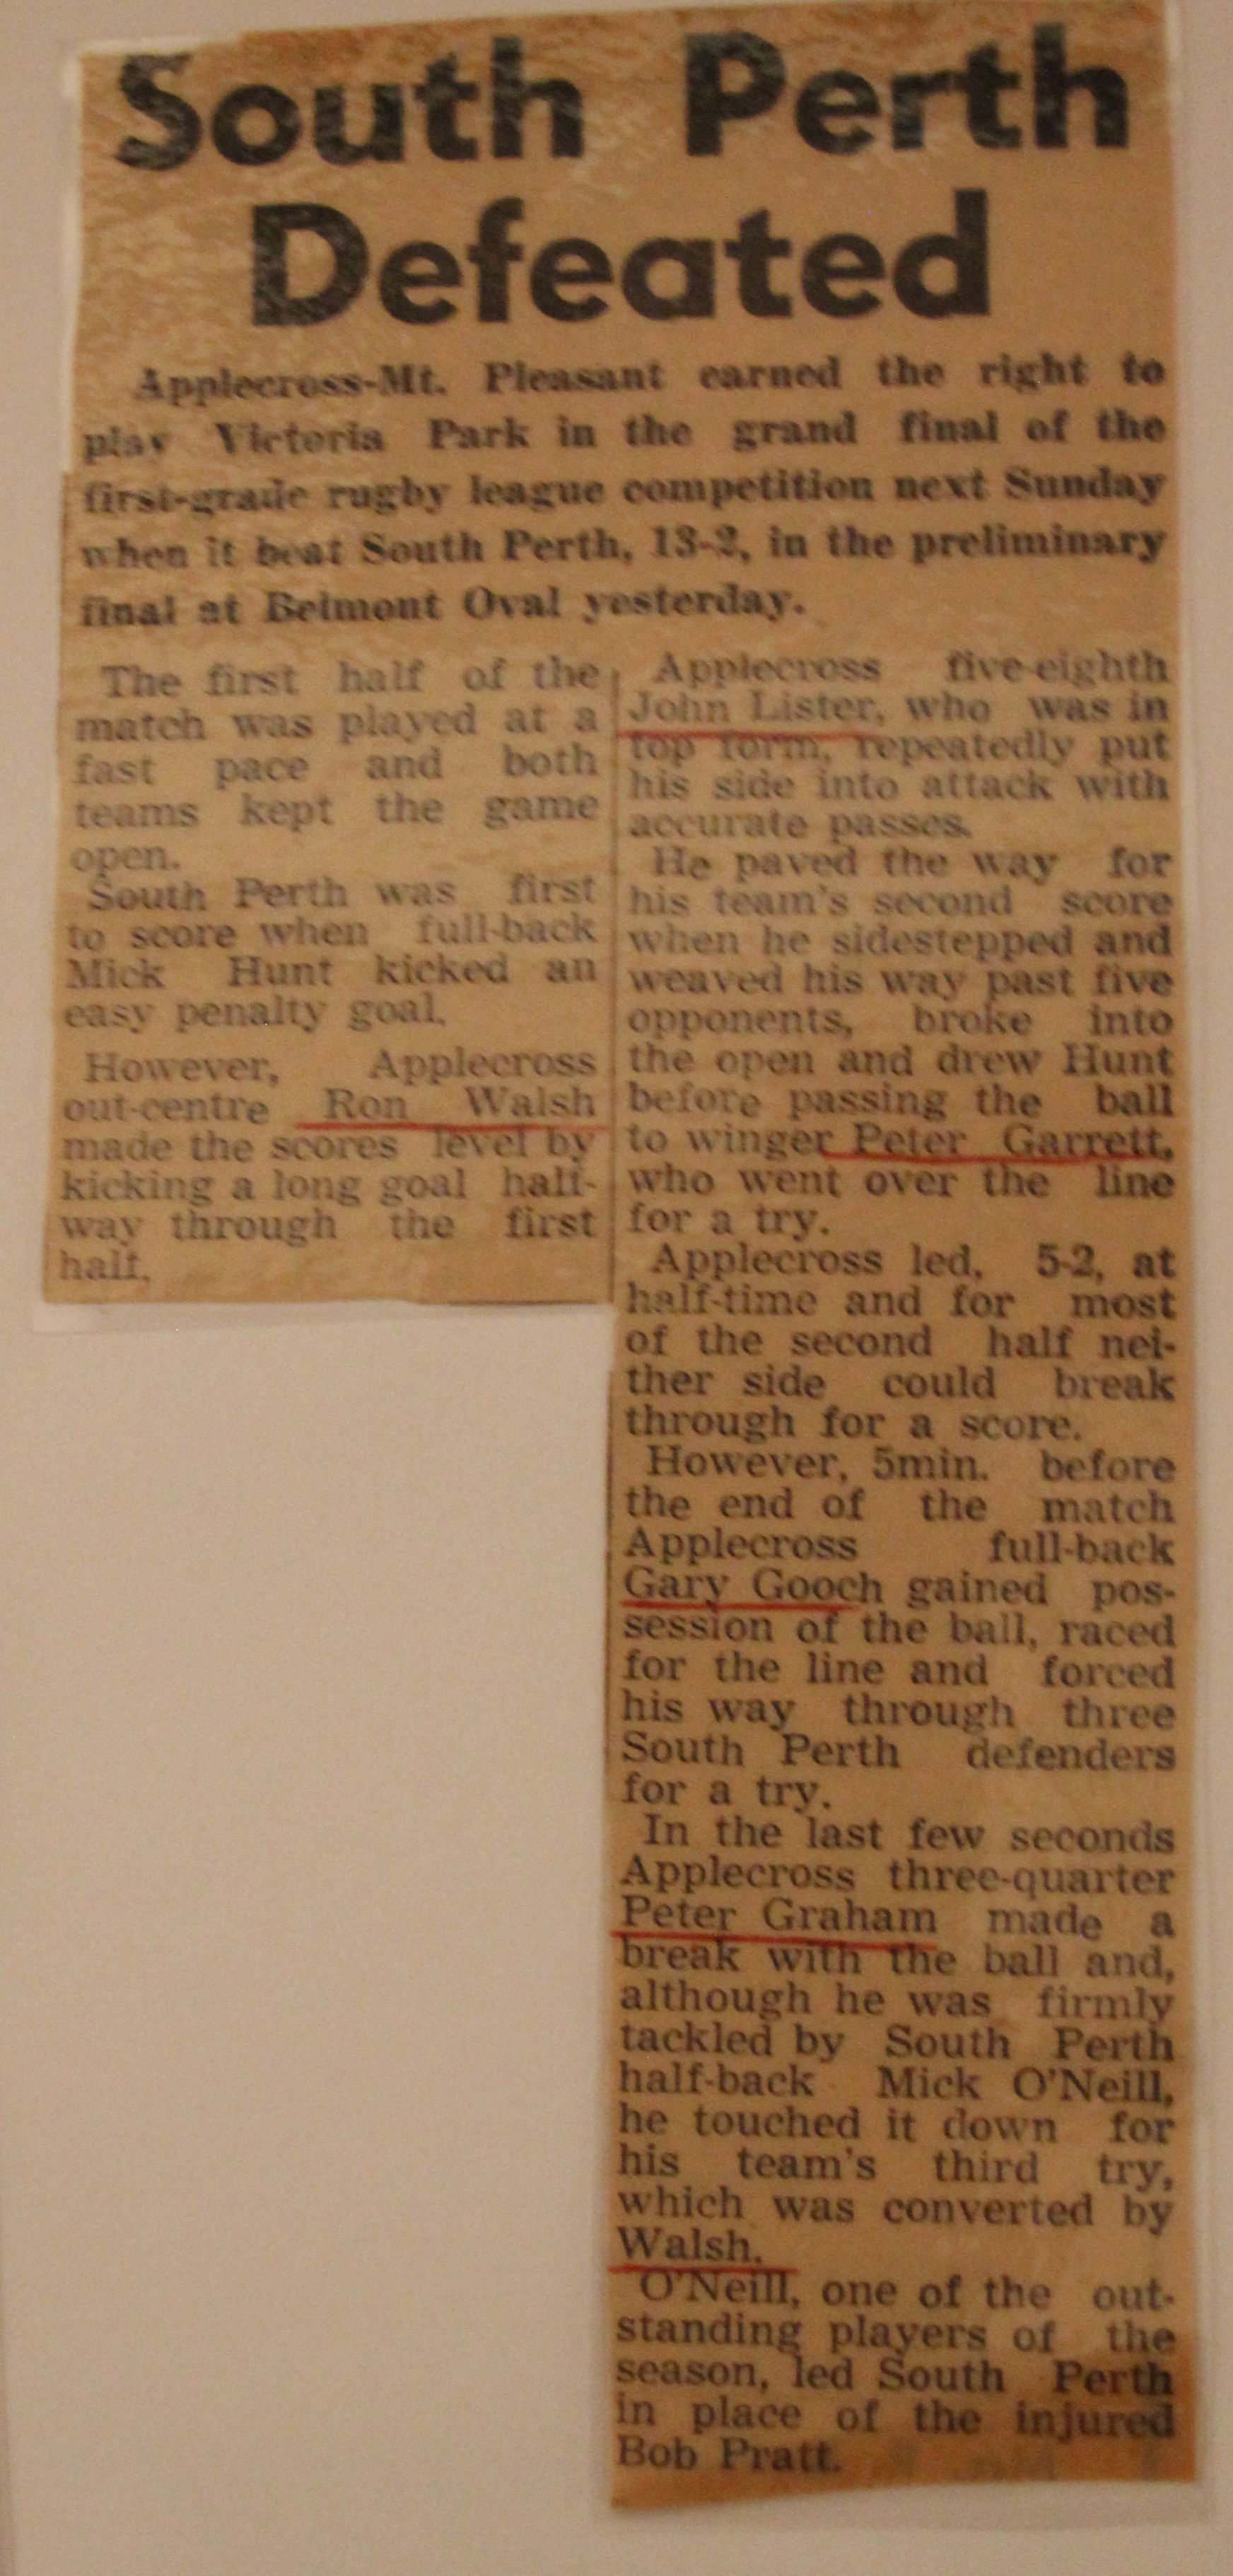 South Perth
Defeated
Applecross-Mt. Pleasant earned the right to
play Victoria Park in the grand final of the
first-grade rugby league competition next Sunday
when it beat South Perth, 13-2, in the preliminary
final at Belmont Oval yesterday.
The first half of the
match was played at a
fast pace and both
teams kept the game
open.
South Perth was first
to score when full-back
Mick Hunt kicked an
easy penalty goal.
However, Applecross
out-centre Ron Walsh
made the scores level by
kicking a long goal half-
way through the first
half.
Applecross five-eighth
John Lister, who was in
top form, repeatedly put
his side into attack with
accurate passes.
He paved the way for
his team's second score
when he sidestepped and
weaved his way past five
opponents, broke into
the open and drew Hunt
before passing the ball
to winger Peter Garrett,
who went over the line
for a try.
Applecross led, 5-2, at
half-time and for most
of the second half nei-
ther side could break
through for a score.
However, 5min. before
the end of the match
Applecross full-back
Gary Gooch gained pos-
session of the ball, raced
for the line and forced
his way through three
South Perth defenders
for a try.
In the last few seconds
Applecross three-quarter
Peter Graham made a
break with the ball and,
although he was firmly
tackled by South Perth
half-back Mick O'Neill,
he touched it down for
his team's third try,
which was converted by
Walsh.
O'Neill, one of the out-
standing players of the
season, led South Perth
in place of the injured
Bob Pratt.